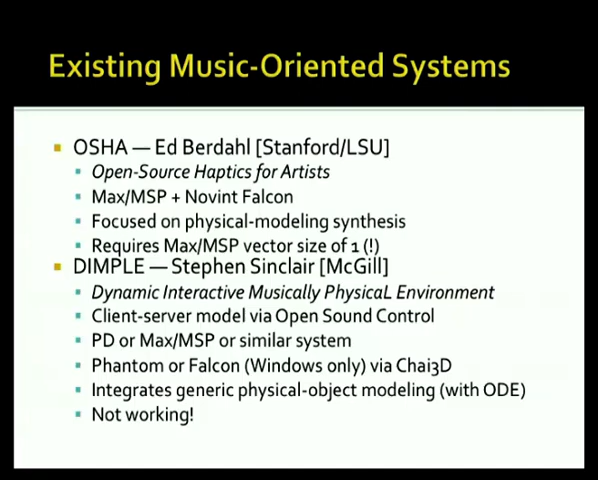 Existing Music-Oriented Systems
OSHA — Ed Berdahl [Stanford/LSU]
Open-Source Haptics for Artists
Max/MSP + Novint Falcon
Focused on physical-modeling synthesis
Requires Max/MSP vector size of 1 (!)
DIMPLE — Stephen Sinclair [McGill]
Dynamic Interactive Musically PhysicaL Environment
Client-server model via Open Sound Control
PD or Max/MSP or similar system
Phantom or Falcon (Windows only) via Chai3D
Integrates generic physical-object modeling (with ODE)
Not working!